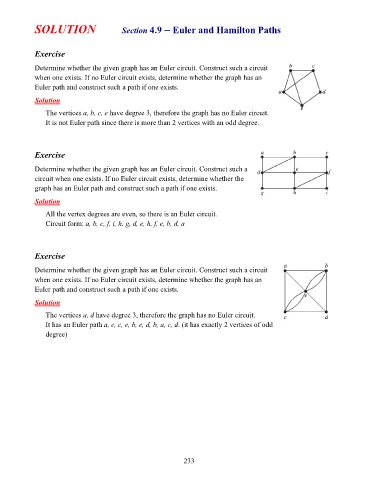 SOLUTION Section 4.9 – Euler and Hamilton Paths
Exercise
Determine whether the given graph has an Euler circuit. Construct such a circuit
when one exists. If no Euler circuit exists, determine whether the graph has an
Euler path and construct such a path if one exists.
b c
a d
Solution
The vertices a, b, c, e have degree 3, therefore the graph has no Euler circuit.
It is not Euler path since there is more than 2 vertices with an odd degree.
Exercise
a b c
Determine whether the given graph has an Euler circuit. Construct such a
circuit when one exists. If no Euler circuit exists, determine whether the
graph has an Euler path and construct such a path if one exists.
d e f
g h i
Solution
All the vertex degrees are even, so there is an Euler circuit.
Circuit form: a, b, c, f, i, h, g, d, e, h, f, e, b, d, a
Exercise
a b
Determine whether the given graph has an Euler circuit. Construct such a circuit
when one exists. If no Euler circuit exists, determine whether the graph has an
Euler path and construct such a path if one exists.
e
Solution
The vertices a, d have degree 3, therefore the graph has no Euler circuit.
c d
It has an Euler path a, e, c, e, b, e, d, b, a, c, d. (it has exactly 2 vertices of odd
degree)
233